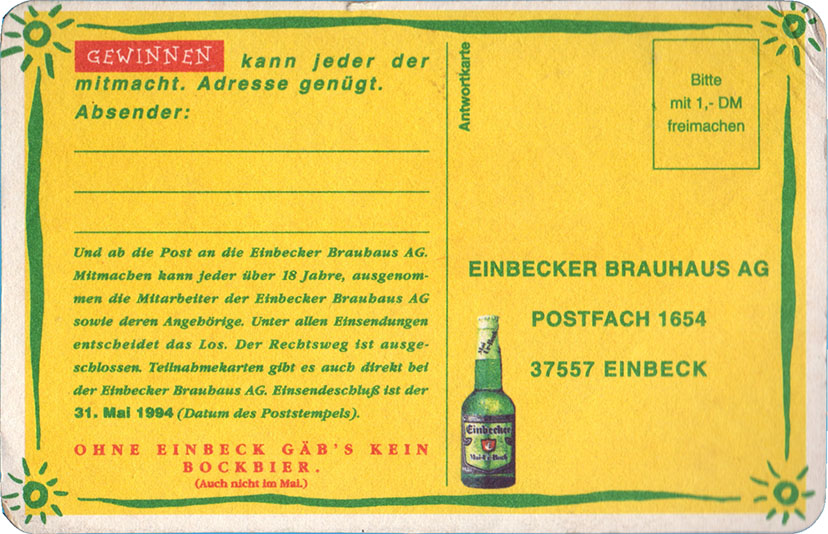 GEWINNEN kann jeder der
mitmacht. Adresse genügt.
Absender:
Und ab die Post an die Einbecker Brauhaus AG.
Mitmachen kann jeder über 18 Jahre, ausgenom-
men die Mitarbeiter der Einbecker Brauhaus AG
sowie deren Angehörige. Unter allen Einsendungen
entscheidet das Los. Der Rechtsweg ist ausge-
schlossen. Teilnahmekarten gibt es auch direkt bei
der Einbecker Brauhaus AG. Einsendeschluß ist der
31. Mai 1994 (Datum des Poststempels).
OHNE EINBECK GÄB'S KEIN
BOCKBIER.
(Auch nicht im Mai.)
Antwortkarte
Bitte
mit 1,- DM
freimachen
EINBECKER BRAUHAUS AG
POSTFACH 1654
37557 EINBECK
Einbecker
Mai-Ur-Bock